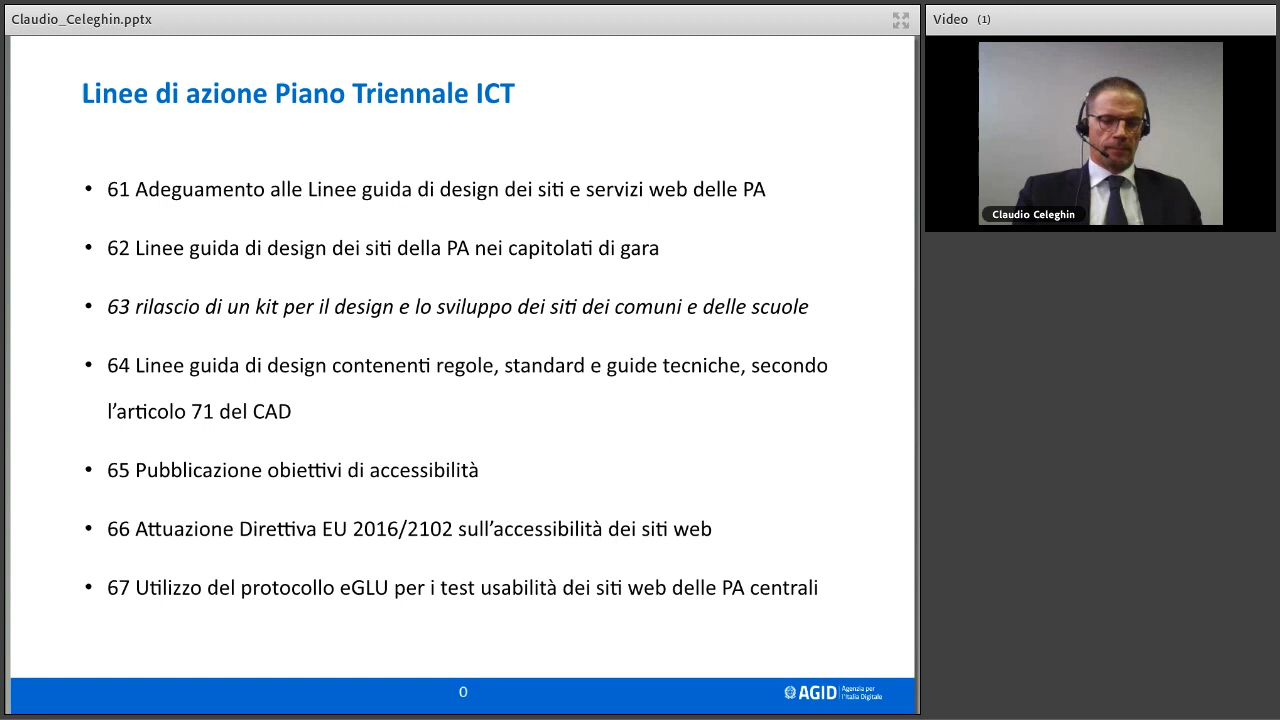 Claudio_Celeghin.pptx
Video (1)
Linee di azione Piano Triennale ICT
• 61 Adeguamento alle Linee guida di design dei siti e servizi web delle PA
• 62 Linee guida di design dei siti della PA nei capitolati di gara
• 63 rilascio di un kit per il design e lo sviluppo dei siti dei comuni e delle scuole
• 64 Linee guida di design contenenti regole, standard e guide tecniche, secondo
l’articolo 71 del CAD
• 65 Pubblicazione obiettivi di accessibilità
• 66 Attuazione Direttiva EU 2016/2102 sull’accessibilità dei siti web
• 67 Utilizzo del protocollo eGLU per i test usabilità dei siti web delle PA centrali
0
AGID
Agenzia per
l’Italia Digitale
Claudio Celeghin